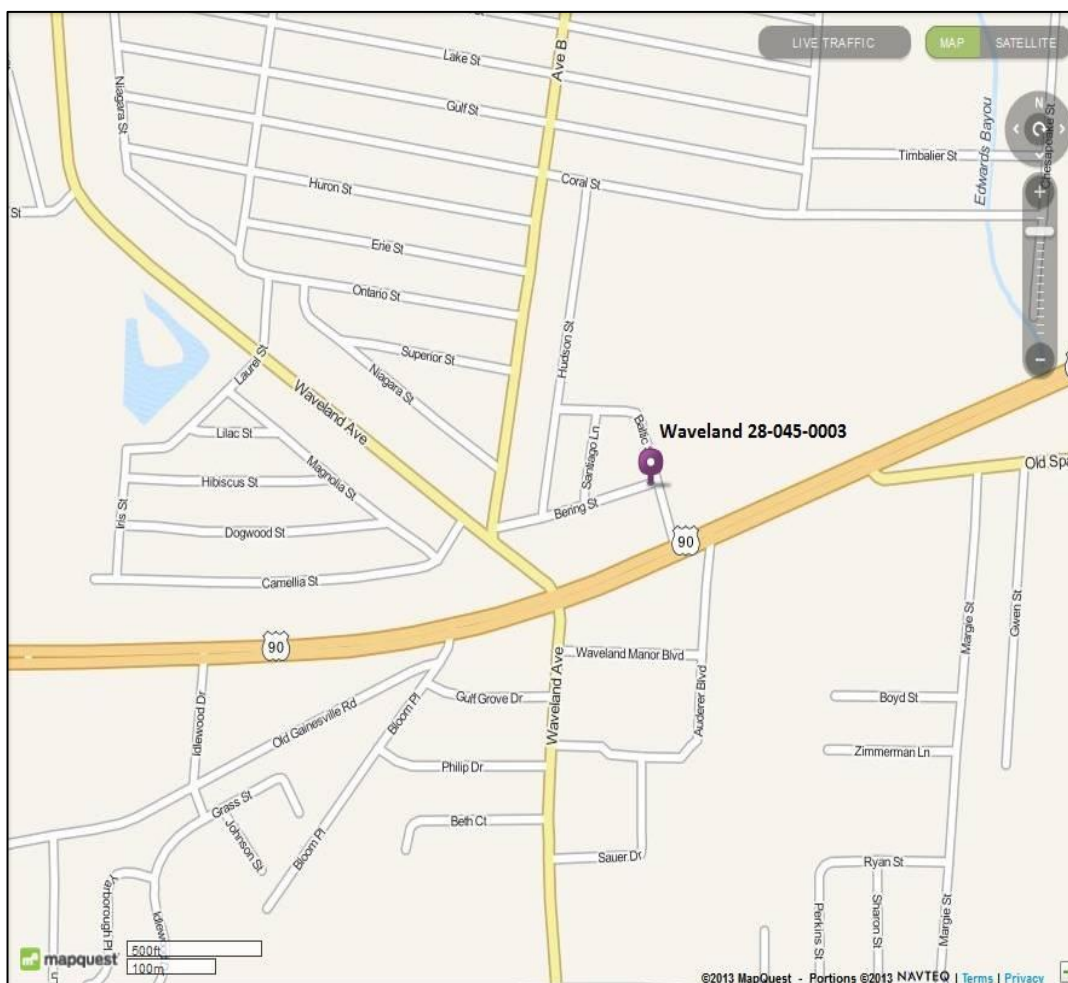 LIVE TRAFFIC
MAP
SATELLITE
Lake St
Ave B
Niagara St
Gulf St
Edwards Bayou
N
Chesapeake St
Timbalier St
Huron St
Coral St
St
Erie St
Ontario St
Hudson St
Superior St
Laurel St
Niagara St
Waveland Ave
Baltic
Waveland 28-045-0003
Lilac St
Santiago Ln
Magnolia St
Old Spa
Hibiscus St
Bering St
Iris St
Dogwood St
90
Camellia St
Margie St
Gwen St
90
Waveland Manor Blvd
Waveland Ave
Auderer Blvd
Idlewood Dr
Old Gainesville Rd
Bloom Pl
Gulf Grove Dr
Boyd St
Zimmerman Ln
Philip Dr
Grass St
Johnson St
Bloom Pl
Beth Ct
Sauer Dr
Ryan St
Yarborough Pl
Perkins St
Sharon St
Margie St
500ft
mapquest
100m
©2013 MapQuest - Portions ©2013 NAVTEQ | Terms | Privacy